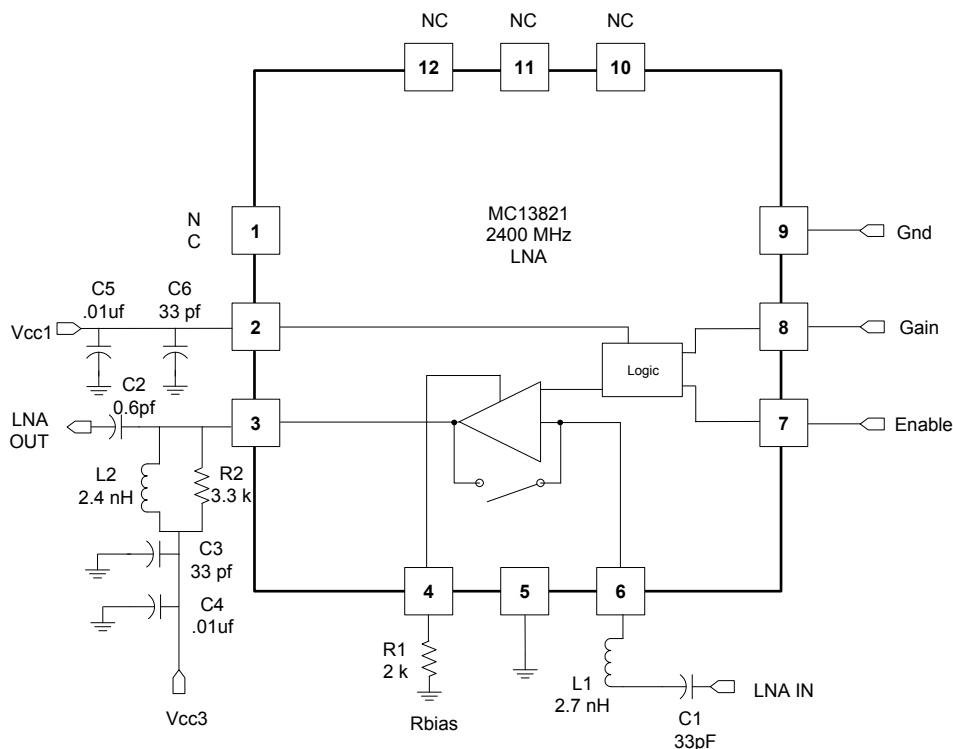 NC
NC
NC
12
11
10
N
C
1
MC13821
2400 MHz
LNA
9
Gnd
C5
.01uf
C6
33 pf
Vcc1
2
8
Gain
Logic
C2
0.6pf
LNA
OUT
3
7
Enable
L2
2.4 nH
R2
3.3 k
C3
33 pf
C4
.01uf
4
5
6
R1
2 k
Rbias
L1
2.7 nH
C1
33pF
LNA IN
Vcc3